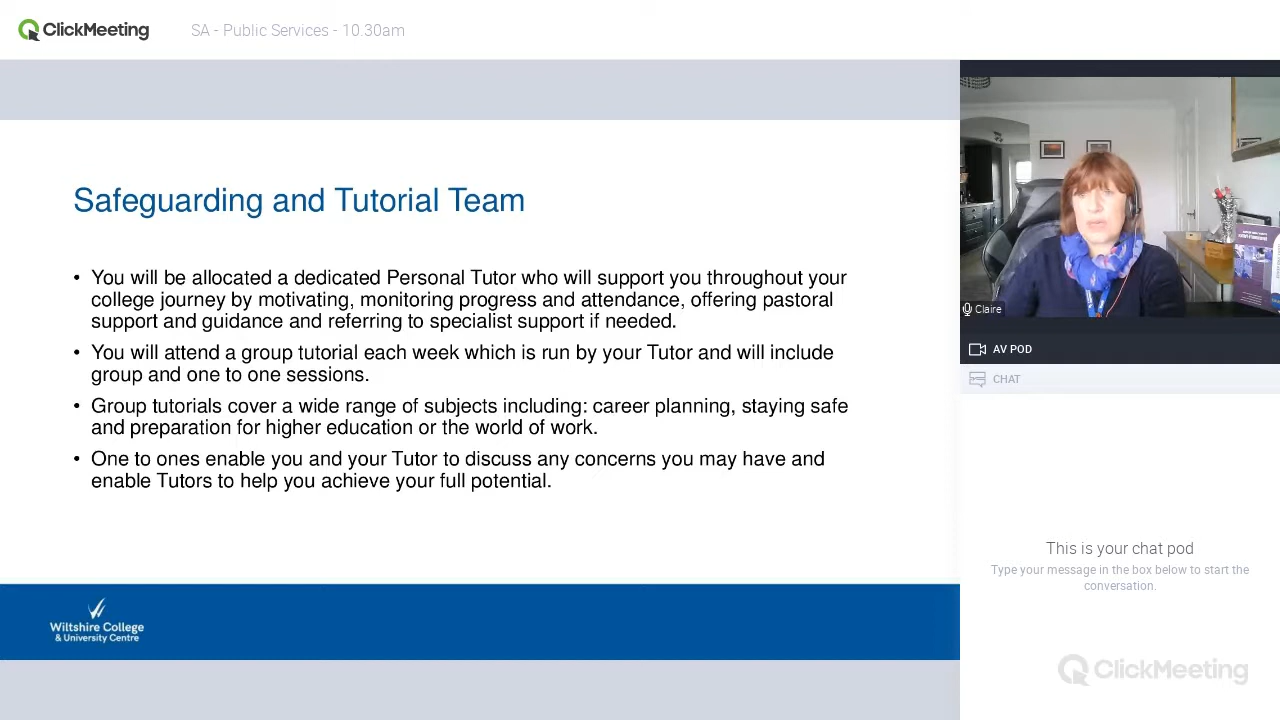 ClickMeeting
SA - Public Services - 10.30am
Safeguarding and Tutorial Team
• You will be allocated a dedicated Personal Tutor who will support you throughout your
college journey by motivating, monitoring progress and attendance, offering pastoral
support and guidance and referring to specialist support if needed.
• You will attend a group tutorial each week which is run by your Tutor and will include
group and one to one sessions.
• Group tutorials cover a wide range of subjects including: career planning, staying safe
and preparation for higher education or the world of work.
• One to ones enable you and your Tutor to discuss any concerns you may have and
enable Tutors to help you achieve your full potential.
Wiltshire College
& University Centre
Claire
AV POD
CHAT
This is your chat pod
Type your message in the box below to start the
conversation.
ClickMeeting